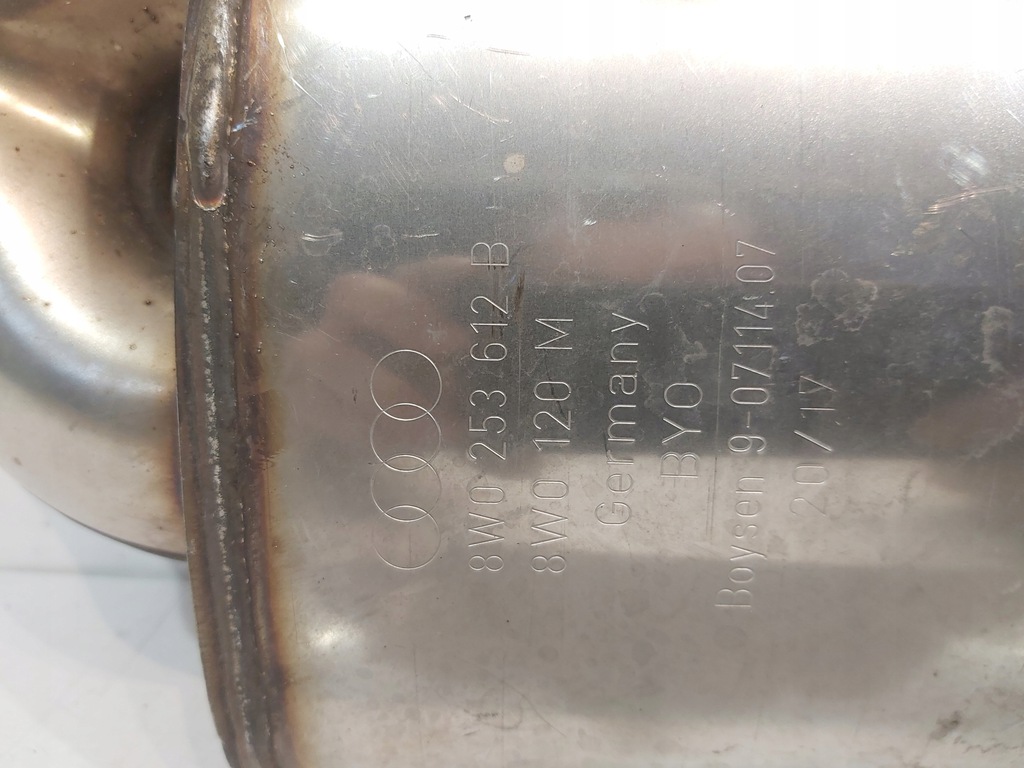 8W0 253 612 B
8W0 120 M
Germany
BYO
Boysen 9-07114.07
20/17